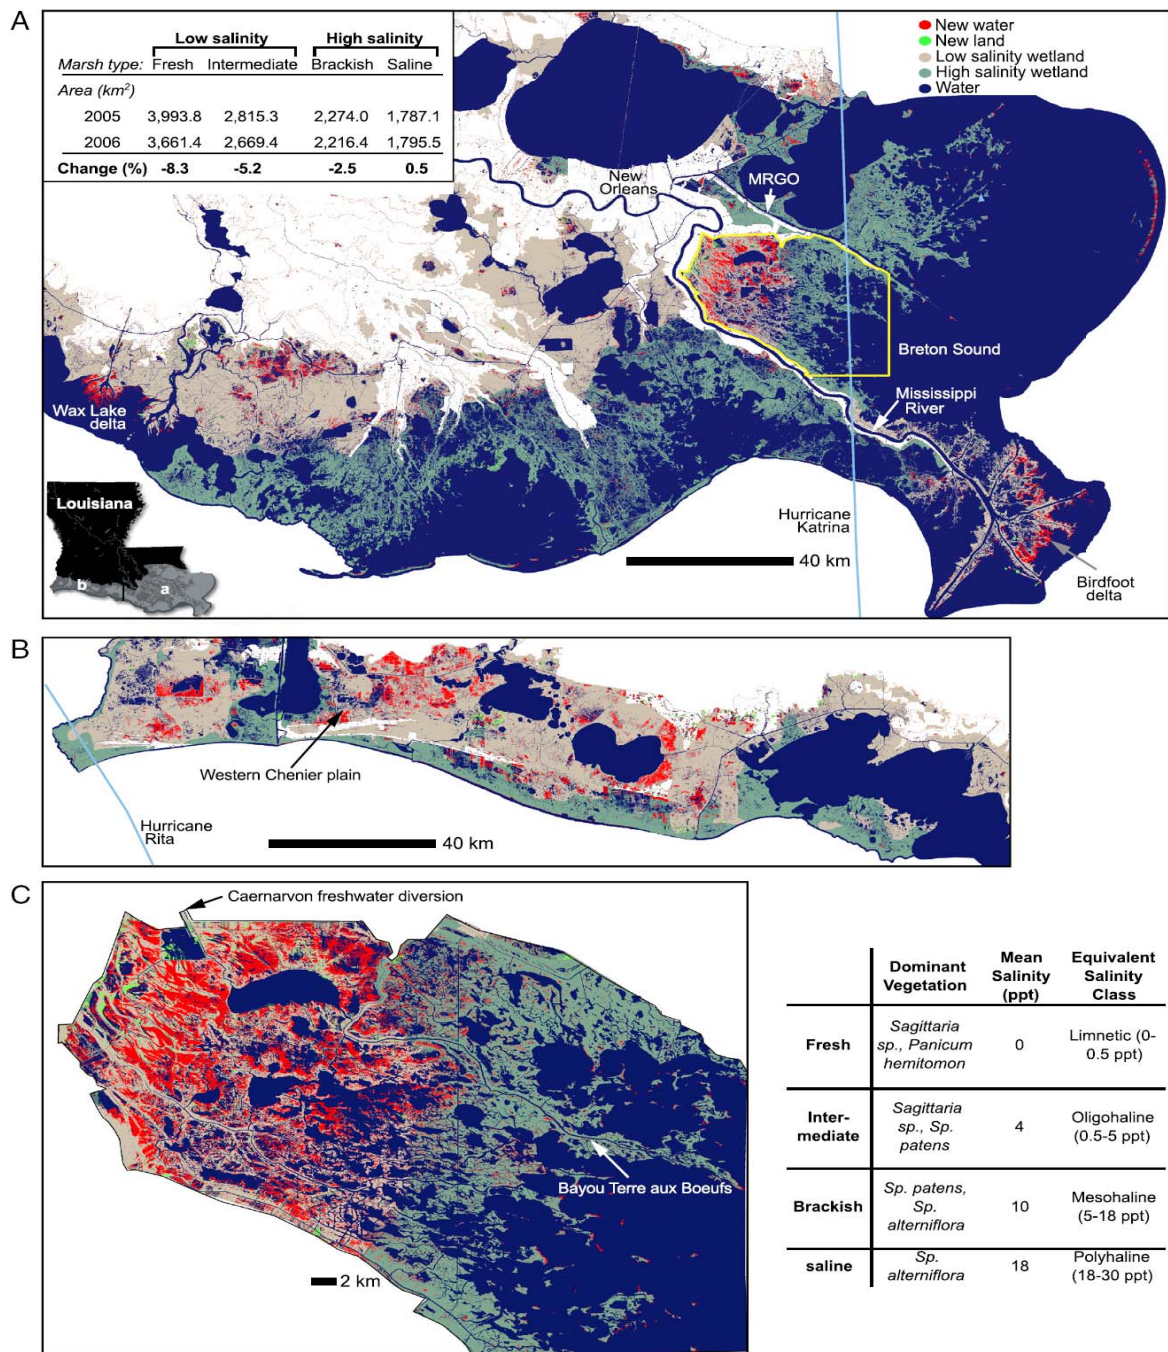 A
Low salinity High salinity
Marsh type: Fresh Intermediate Brackish Saline
Area (km²)
2005 3,993.8 2,815.3 2,274.0 1,787.1
2006 3,661.4 2,669.4 2,216.4 1,795.5
Change (%) -8.3 -5.2 -2.5 0.5
New water
New land
Low salinity wetland
High salinity wetland
Water
New
Orleans
MRGO
Breton Sound
Mississippi
River
Wax Lake
delta
Louisiana
b
a
Hurricane
Katrina
40 km
Birdfoot
delta
B
Western Chenier plain
Hurricane
Rita
40 km
C
Caernarvon freshwater diversion
Bayou Terre aux Boeufs
2 km
Dominant Vegetation Mean Salinity (ppt) Equivalent Salinity Class
Fresh Sagittaria sp., Panicum hemitomon 0 Limnetic (0-0.5 ppt)
Inter-mediate Sagittaria sp., Sp. patens 4 Oligohaline (0.5-5 ppt)
Brackish Sp. patens, Sp. alterniflora 10 Mesohaline (5-18 ppt)
saline Sp. alterniflora 18 Polyhaline (18-30 ppt)